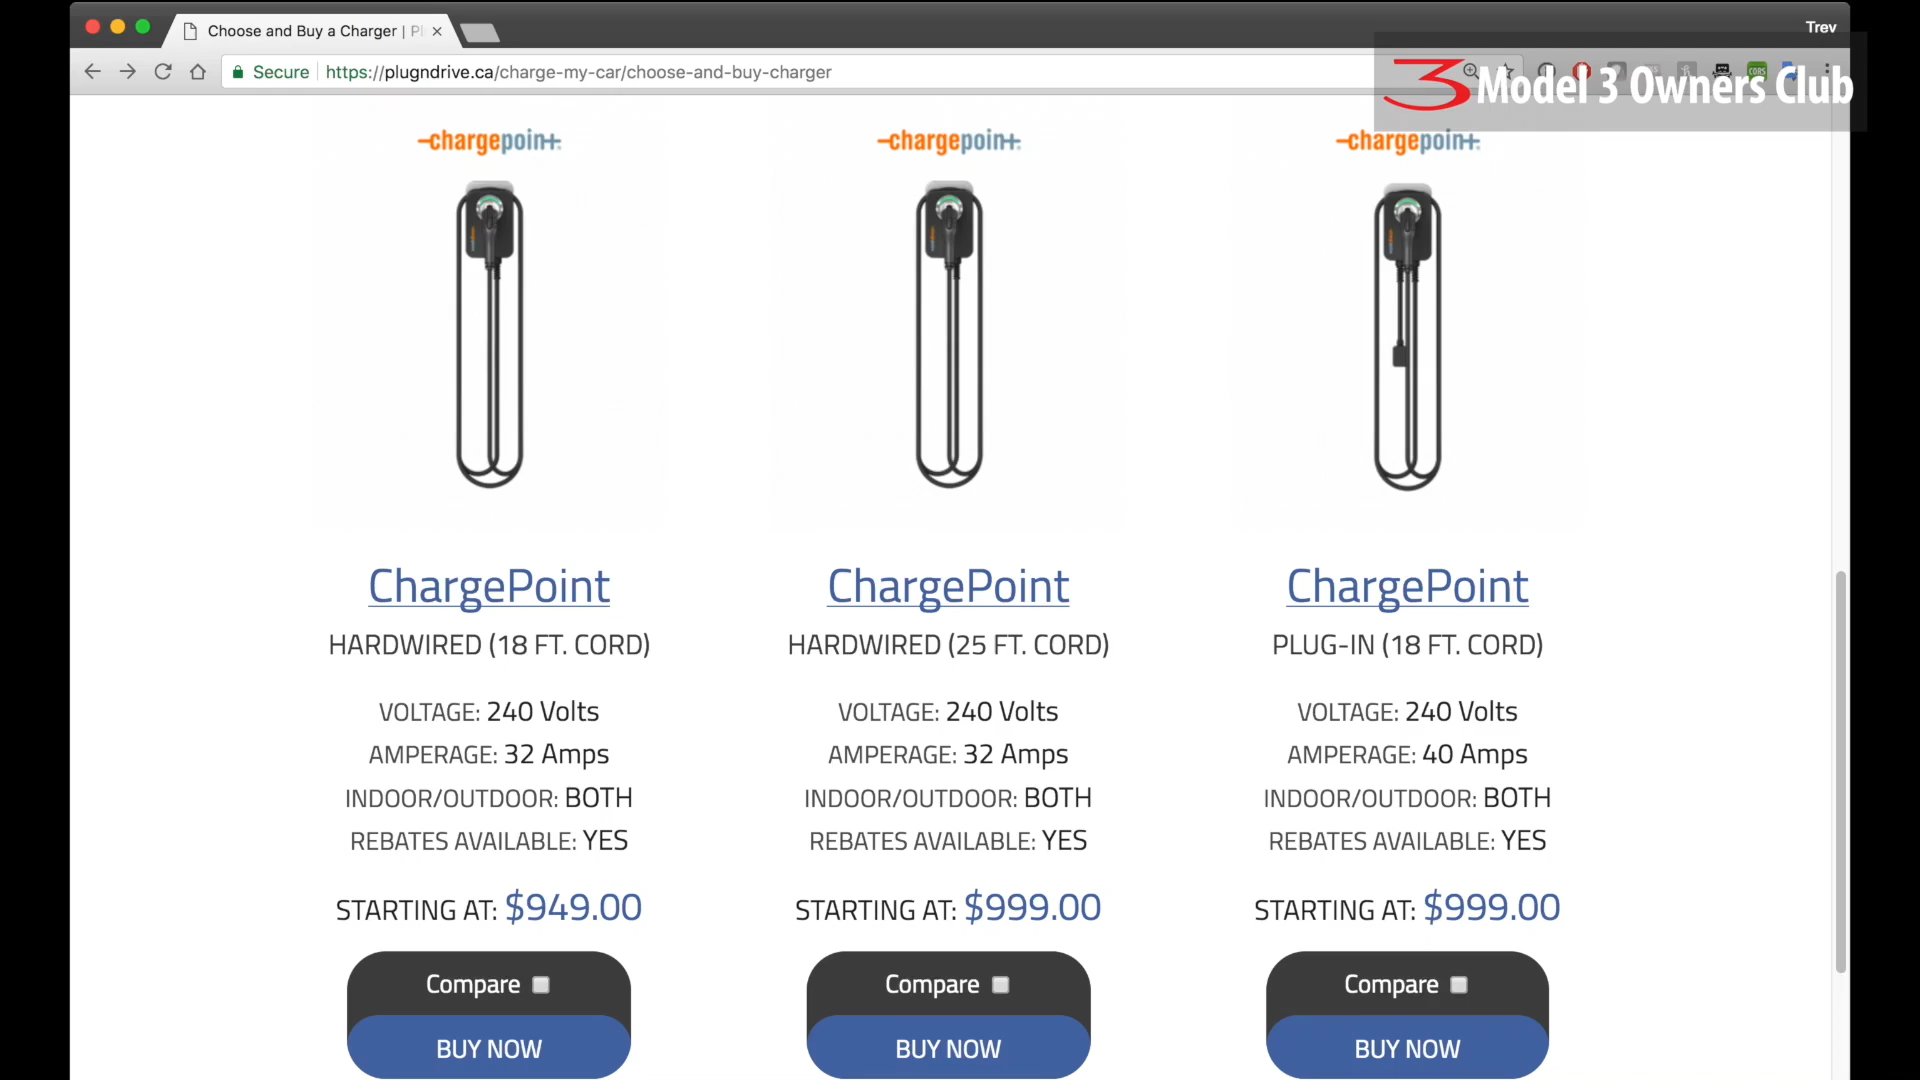 Choose and Buy a Charger |
Trev
Secure
https://plugndrive.ca/charge-my-car/choose-and-buy-charger
Model 3 Owners Club
chargepoint
chargepoint
chargepoint
ChargePoint
ChargePoint
ChargePoint
HARDWIRED (18 FT. CORD)
HARDWIRED (25 FT. CORD)
PLUG-IN (18 FT. CORD)
VOLTAGE: 240 Volts
VOLTAGE: 240 Volts
VOLTAGE: 240 Volts
AMPERAGE: 32 Amps
AMPERAGE: 32 Amps
AMPERAGE: 40 Amps
INDOOR/OUTDOOR: BOTH
INDOOR/OUTDOOR: BOTH
INDOOR/OUTDOOR: BOTH
REBATES AVAILABLE: YES
REBATES AVAILABLE: YES
REBATES AVAILABLE: YES
STARTING AT: $949.00
STARTING AT: $999.00
STARTING AT: $999.00
Compare
Compare
Compare
BUY NOW
BUY NOW
BUY NOW